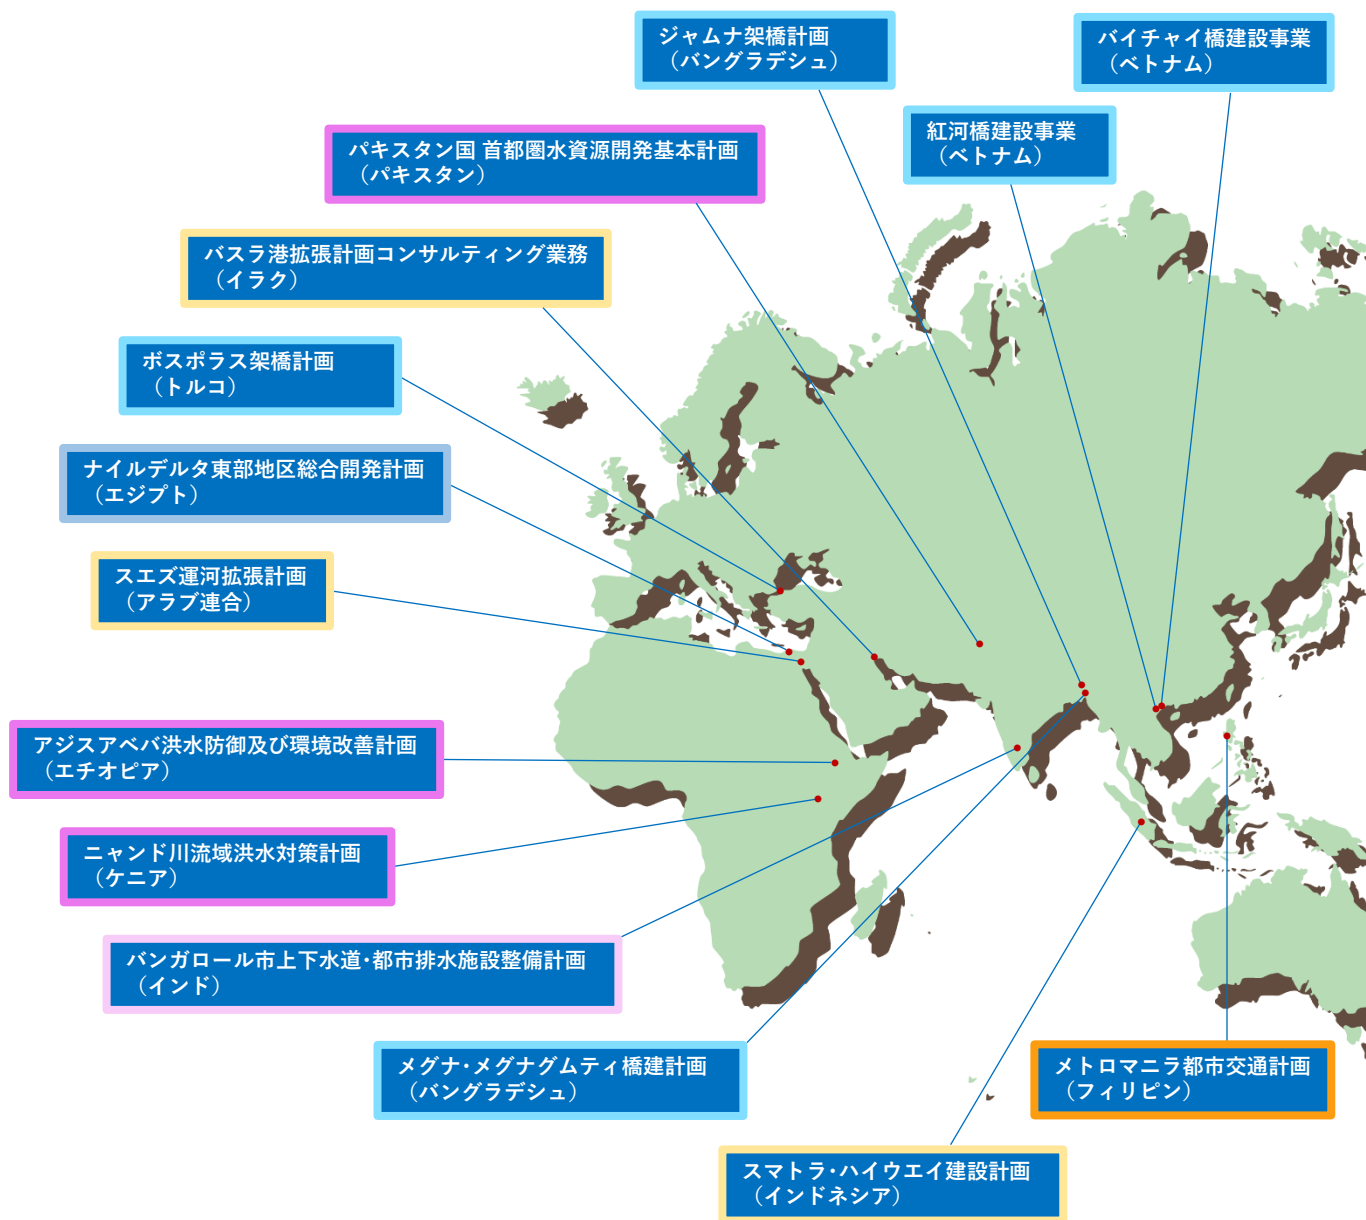 ジャムナ架橋計画
（バングラデシュ）
バイチャイ橋建設事業
（ベトナム）
紅河橋建設事業
（ベトナム）
パキスタン国 首都圏水資源開発基本計画
（パキスタン）
バスラ港拡張計画コンサルティング業務
（イラク）
ボスポラス架橋計画
（トルコ）
ナイルデルタ東部地区総合開発計画
（エジプト）
スエズ運河拡張計画
（アラブ連合）
アジスアベバ洪水防御及び環境改善計画
（エチオピア）
ニャンド川流域洪水対策計画
（ケニア）
バンガロール市上下水道･都市排水施設整備計画
（インド）
メグナ･メグナグムティ橋建計画
（バングラデシュ）
メトロマニラ都市交通計画
（フィリピン）
スマトラ･ハイウエイ建設計画
（インドネシア）